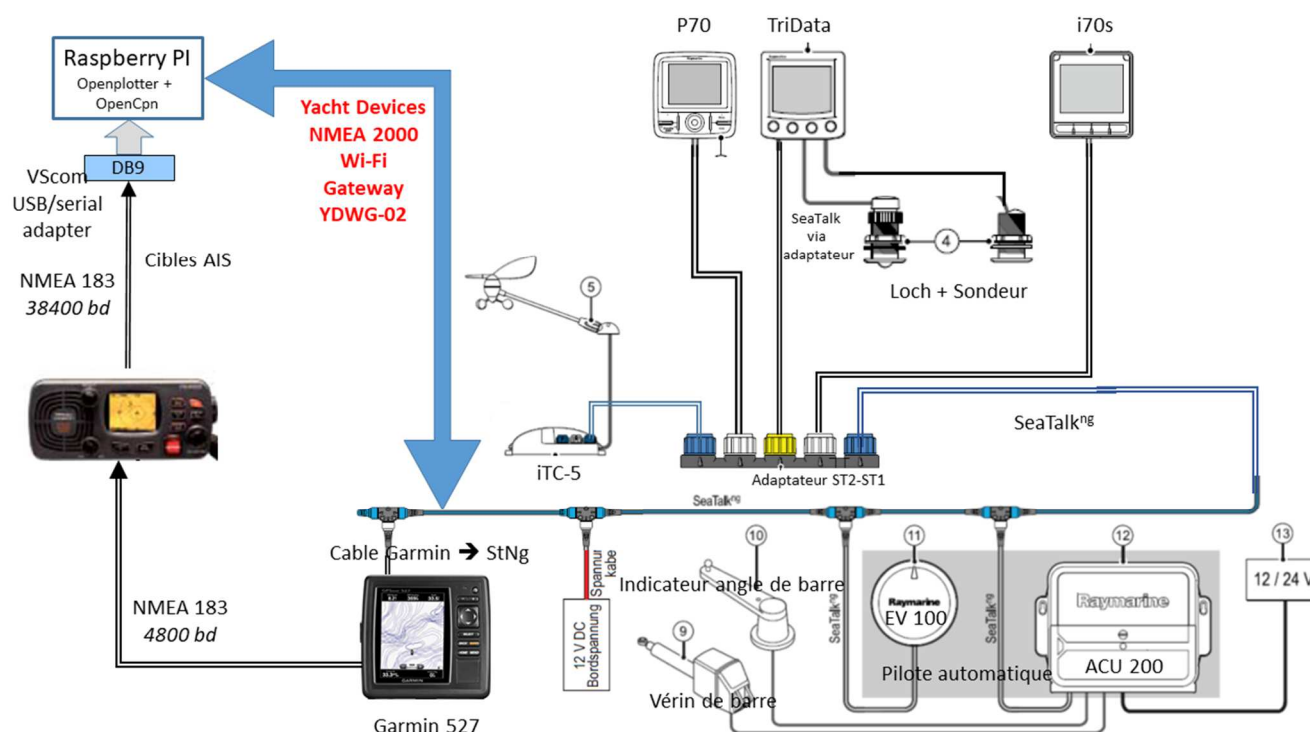 P70
TriData
i70s
Raspberry PI
Openplotter +
OpenCpn
DB9
VScom
USB/serial
adapter
Cibles AIS
NMEA 183
38400 bd
Yacht Devices
NMEA 2000
Wi-Fi
Gateway
YDWG-02
SeaTalk
via
adaptateur
4
Loch + Sondeur
5
iTC-5
SeaTalkng
Adaptateur ST2-ST1
SeaTalkng
Cable Garmin ➔ StNg
NMEA 183
4800 bd
GARMIN
Garmin 527
Spannur
kabe
12 V DC
Bordspannung
10
Indicateur angle de barre
9
Vérin de barre
SeaTalkng
11
Raymarine
EV 100
Pilote automatique
SeaTalkng
12
Raymarine
ACU 200
13
12 / 24 V